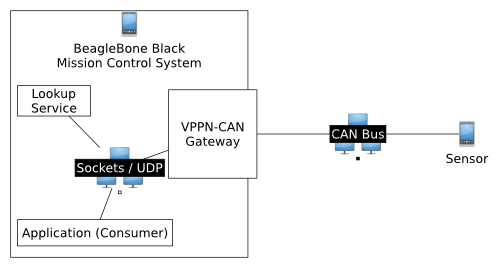 BeagleBone Black
Mission Control System
Lookup
Service
VPPN-CAN
Gateway
Sockets / UDP
CAN Bus
Sensor
Application (Consumer)